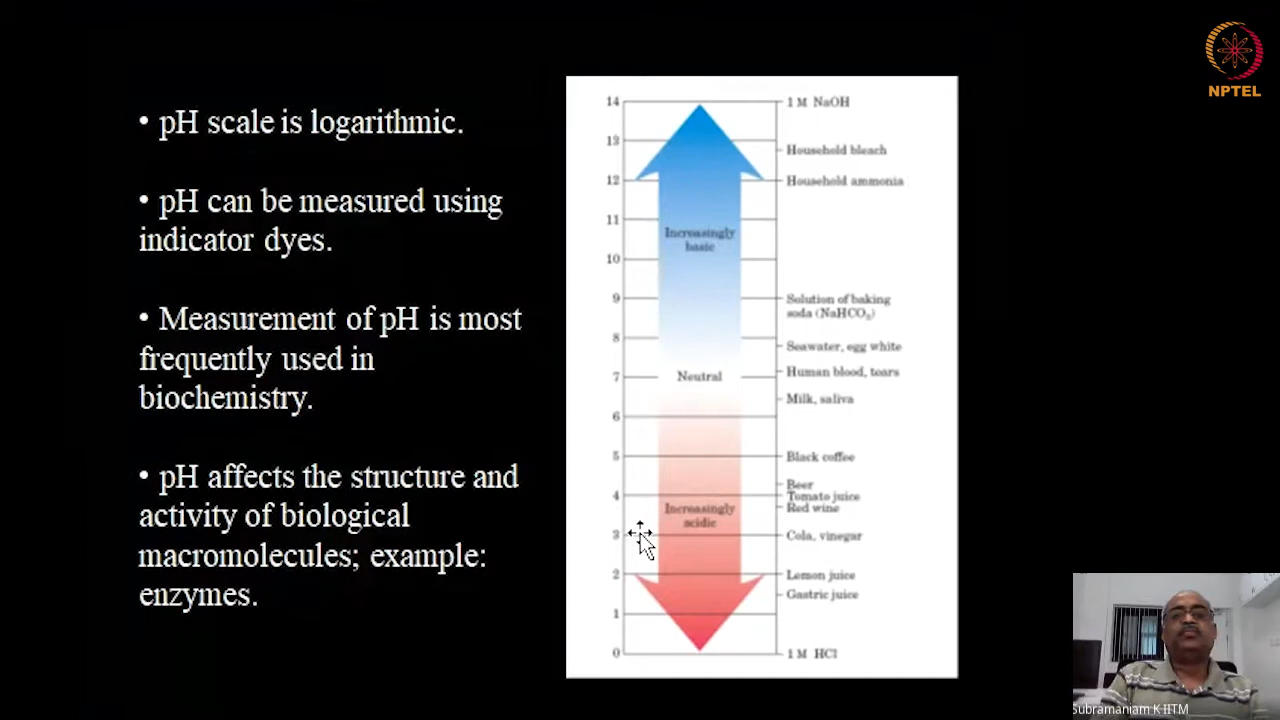 NPTEL
• pH scale is logarithmic.
• pH can be measured using
indicator dyes.
• Measurement of pH is most
frequently used in
biochemistry.
• pH affects the structure and
activity of biological
macromolecules; example:
enzymes.
14
1 M NaOH
13
Household bleach
12
Household ammonia
11
Increasingly
basic
10
9
Solution of baking
soda (NaHCO₃)
8
Seawater, egg white
7
Neutral
Human blood, tears
Milk, saliva
6
5
Black coffee
Beer
4
Tomato juice
Red wine
Increasingly
acidic
3
Cola, vinegar
2
Lemon juice
Gastric juice
1
0
1 M HCl
Subramaniam K IITM